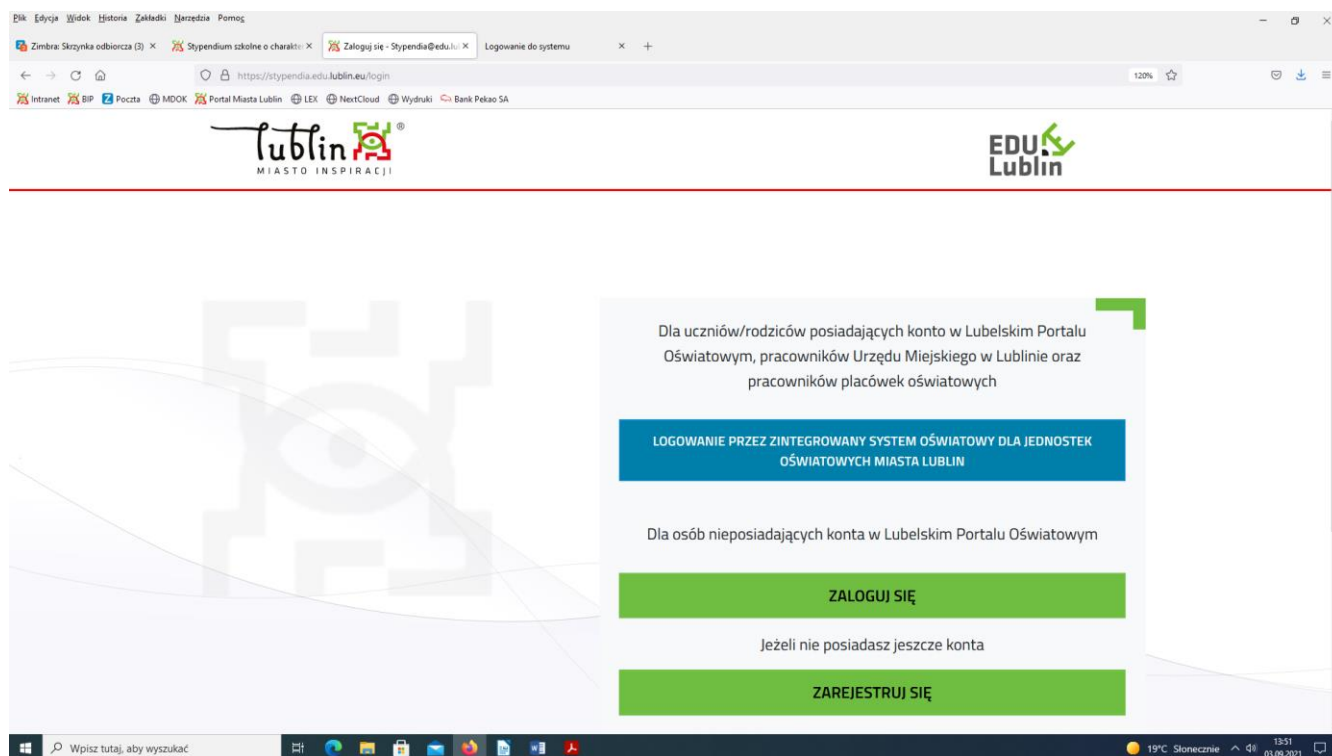 Plik Edycja Widok Historia Zakładki Narzędzia Pomoc
Zimbra: Skrzynka odbiorcza (3) Stypendium szkolne o charakte Zaloguj się - Stypendia@edu.lu Logowanie do systemu
https://stypendia.edu.lublin.eu/login 120%
Intranet BIP Poczta MDOK Portal Miasta Lublin LEX NextCloud Wydruki Bank Pekao SA
lublin ®
MIASTO INSPIRACJI
EDU.
Lublin
Dla uczniów/rodziców posiadających konto w Lubelskim Portalu
Oświatowym, pracowników Urzędu Miejskiego w Lublinie oraz
pracowników placówek oświatowych
LOGOWANIE PRZEZ ZINTEGROWANY SYSTEM OŚWIATOWY DLA JEDNOSTEK
OŚWIATOWYCH MIASTA LUBLIN
Dla osób nieposiadających konta w Lubelskim Portalu Oświatowym
ZALOGUJ SIĘ
Jeżeli nie posiadasz jeszcze konta
ZAREJESTRUJ SIĘ
Wpisz tutaj, aby wyszukać
19°C Słonecznie
13:51
03.09.2021